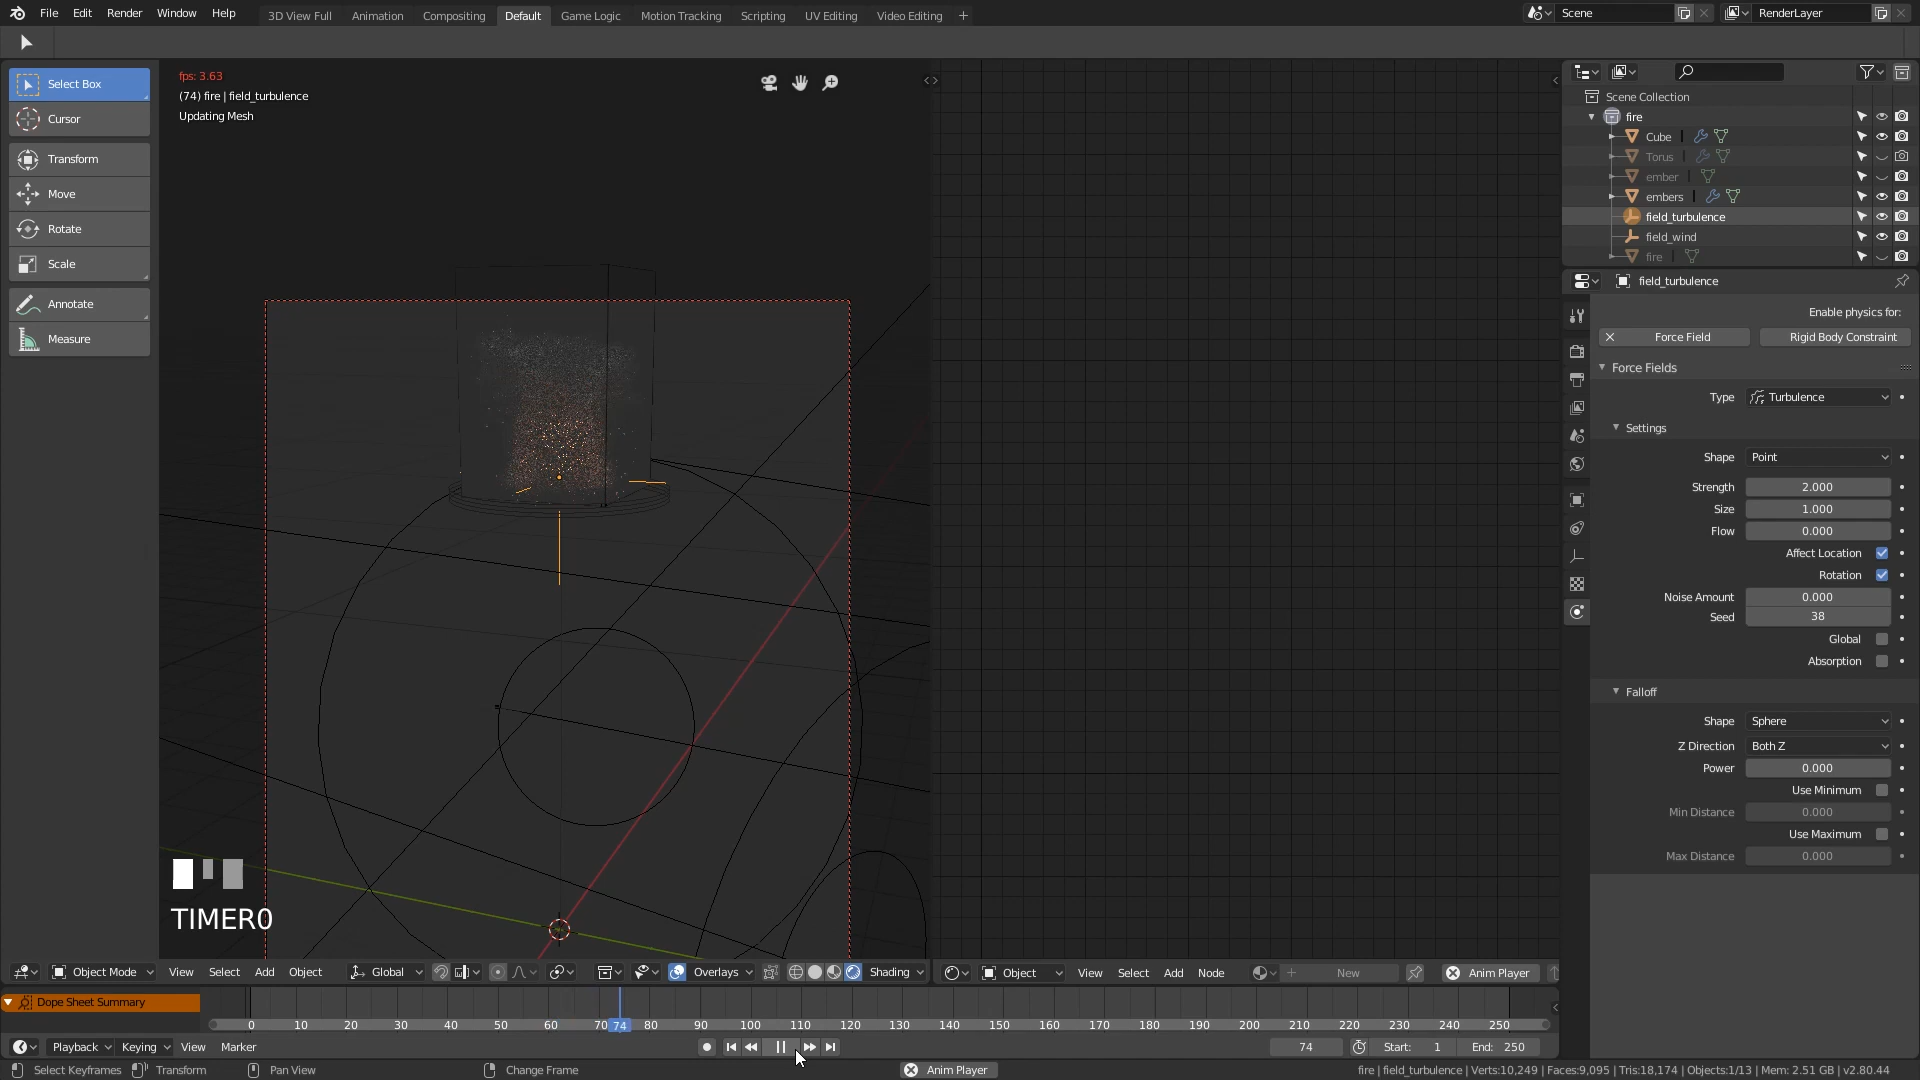 File Edit Render Window Help 3D View Full Animation Compositing Default Game Logic Motion Tracking Scripting UV Editing Video Editing + Scene RenderLayer
Select Box
Cursor
Transform
Move
Rotate
Scale
Annotate
Measure
fps: 3.63
(74) fire | field_turbulence
Updating Mesh
TIMER0
Scene Collection
fire
Cube
Torus
ember
embers
field_turbulence
field_wind
fire
field_turbulence
Enable physics for:
Force Field Rigid Body Constraint
Force Fields
Type Turbulence
Settings
Shape Point
Strength 2.000
Size 1.000
Flow 0.000
Affect Location
Rotation
Noise Amount 0.000
Seed 38
Global
Absorption
Falloff
Shape Sphere
Z Direction Both Z
Power 0.000
Use Minimum
Min Distance 0.000
Use Maximum
Max Distance 0.000
Object Mode View Select Add Object Global Overlays Shading Object View Select Add Node New Anim Player
Dope Sheet Summary
0 10 20 30 40 50 60 70 74 80 90 100 110 120 130 140 150 160 170 180 190 200 210 220 230 240 250
Playback Keying View Marker 74 Start: 1 End: 250
Select Keyframes Transform Pan View Change Frame Anim Player fire | field_turbulence | Verts:10,249 | Faces:9,095 | Tris:18,174 | Objects:1/13 | Mem: 2.51 GB | v2.80.44